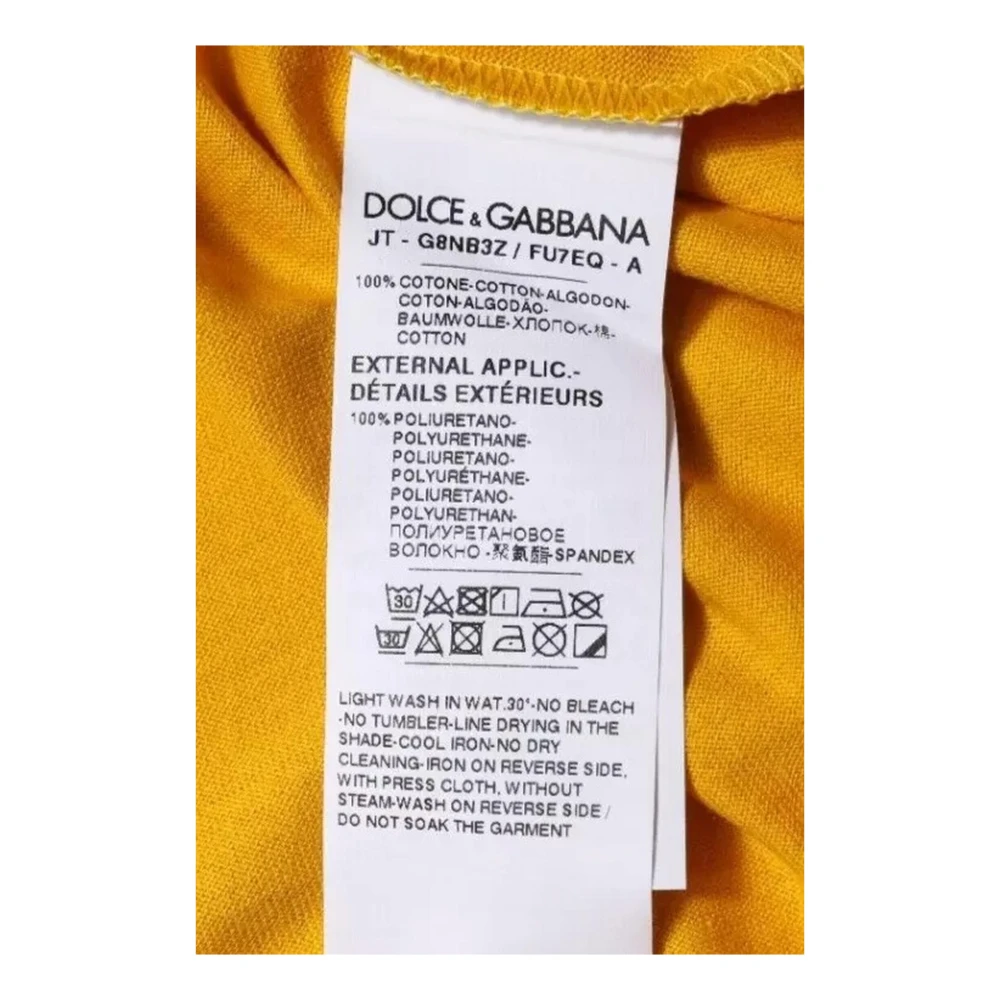 DOLCE & GABBANA
JT - G8NB3Z / FU7EQ - A
100% COTONE-COTTON-ALGODON-
COTON-ALGODÃO-
BAUMWOLLE-ХЛОПОК-棉-
COTTON
EXTERNAL APPLIC.-
DÉTAILS EXTÉRIEURS
100% POLIURETANO-
POLYURETHANE-
POLIURETANO-
POLYURÉTHANE-
POLIURETANO-
POLYURETHAN-
ПОЛИУРЕТАНОВОЕ
ВОЛОКНО -聚氨酯-SPANDEX
30
30
LIGHT WASH IN WAT.30°-NO BLEACH
-NO TUMBLER-LINE DRYING IN THE
SHADE-COOL IRON-NO DRY
CLEANING-IRON ON REVERSE SIDE,
WITH PRESS CLOTH, WITHOUT
STEAM-WASH ON REVERSE SIDE /
DO NOT SOAK THE GARMENT